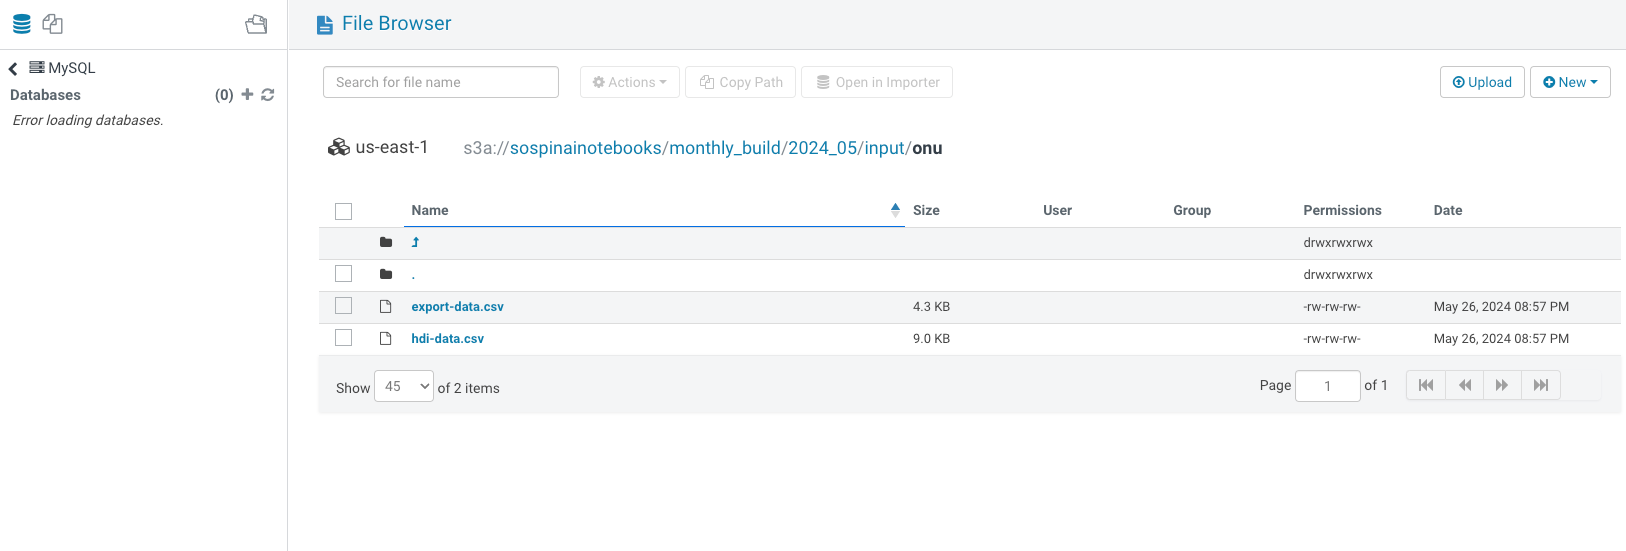 File Browser
MySQL
Databases (0)
Error loading databases.
Search for file name Actions Copy Path Open in Importer Upload New
us-east-1 s3a://sospinainotebooks/monthly_build/2024_05/input/onu
Name Size User Group Permissions Date
drwxrwxrwx
. drwxrwxrwx
export-data.csv 4.3 KB -rw-rw-rw- May 26, 2024 08:57 PM
hdi-data.csv 9.0 KB -rw-rw-rw- May 26, 2024 08:57 PM
Show 45 of 2 items Page 1 of 1